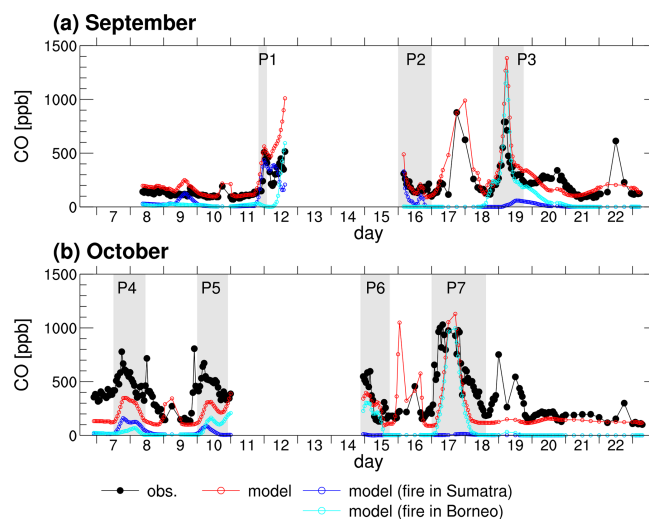 (a) September
1500
1000
500
0
CO [ppb]
P1
P2
P3
7 8 9 10 11 12 13 14 15 16 17 18 19 20 21 22
day
(b) October
1500
1000
500
0
CO [ppb]
P4
P5
P6
P7
7 8 9 10 11 12 13 14 15 16 17 18 19 20 21 22
day
obs. model model (fire in Sumatra)
model (fire in Borneo)